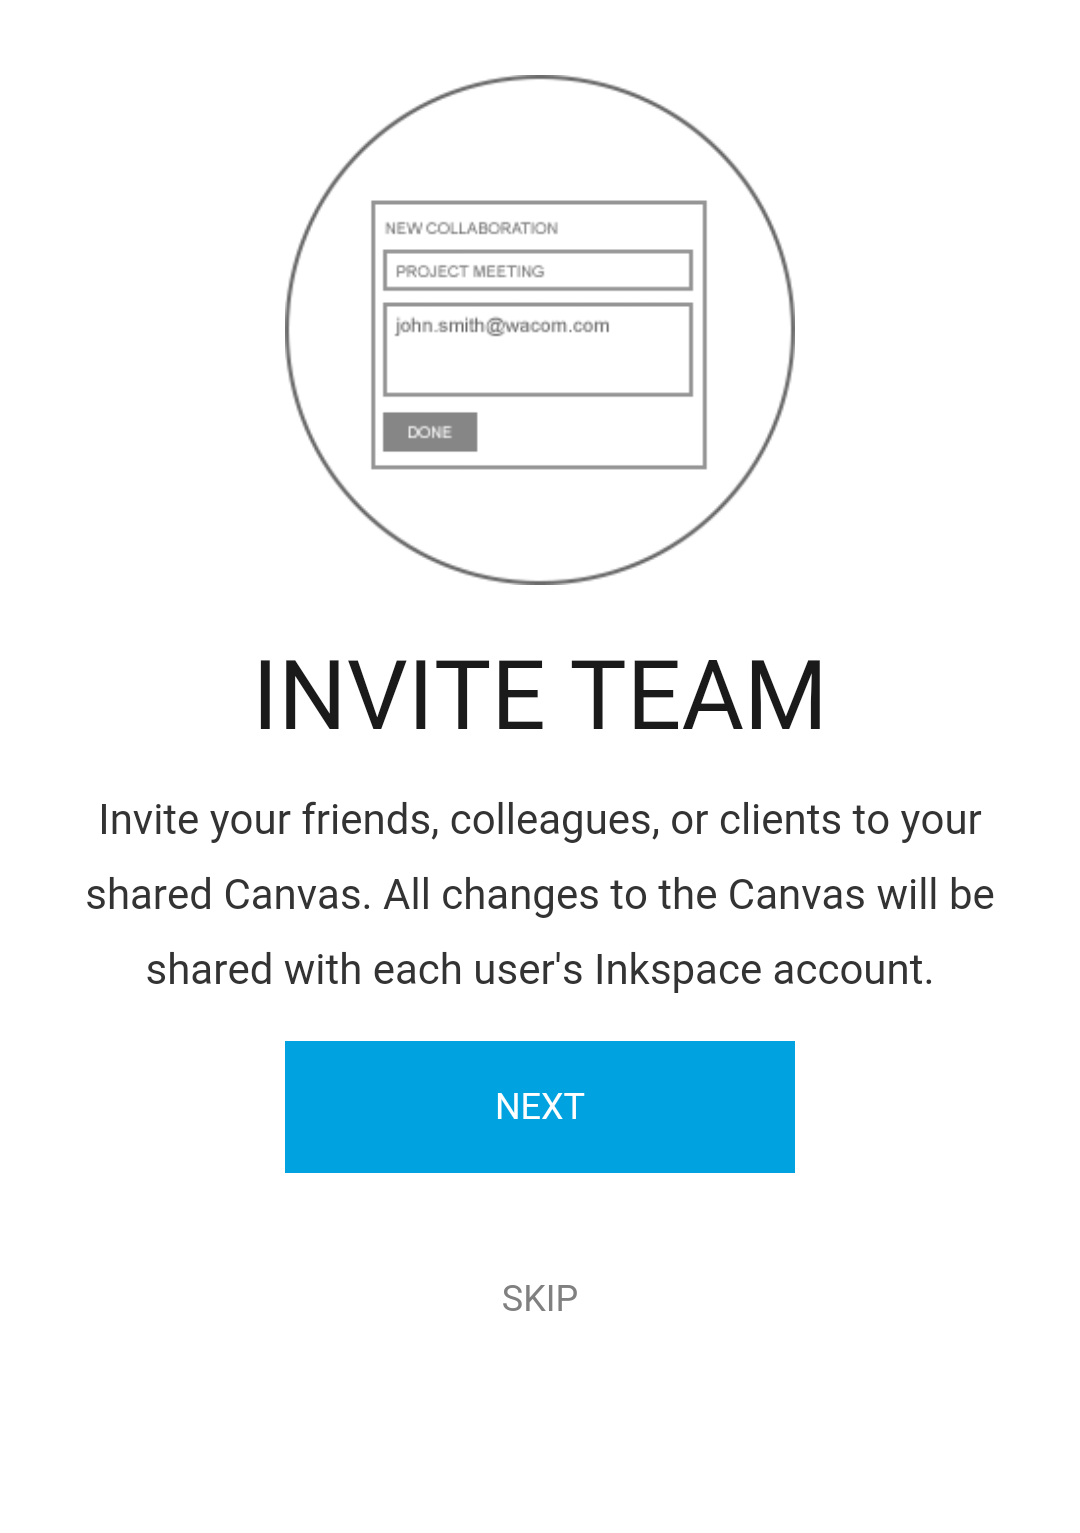 NEW COLLABORATION
PROJECT MEETING
john.smith@wacom.com
DONE
INVITE TEAM
Invite your friends, colleagues, or clients to your
shared Canvas. All changes to the Canvas will be
shared with each user's Inkspace account.
NEXT
SKIP